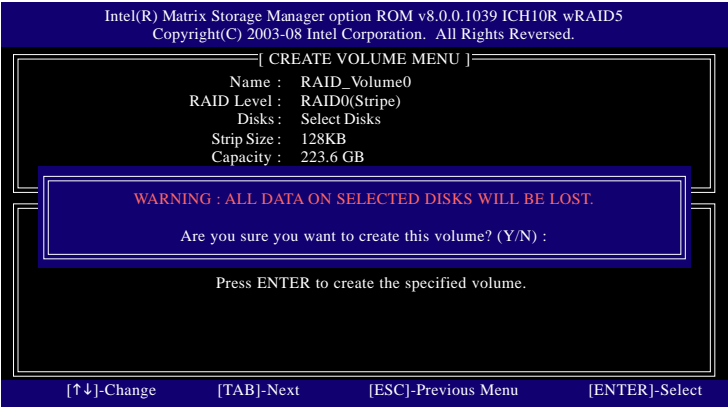 Intel(R) Matrix Storage Manager option ROM v8.0.0.1039 ICH10R wRAID5
Copyright(C) 2003-08 Intel Corporation. All Rights Reversed.
[ CREATE VOLUME MENU ]
Name : RAID_Volume0
RAID Level : RAID0(Stripe)
Disks : Select Disks
Strip Size : 128KB
Capacity : 223.6 GB
WARNING : ALL DATA ON SELECTED DISKS WILL BE LOST.
Are you sure you want to create this volume? (Y/N) :
Press ENTER to create the specified volume.
[↑↓]-Change [TAB]-Next [ESC]-Previous Menu [ENTER]-Select